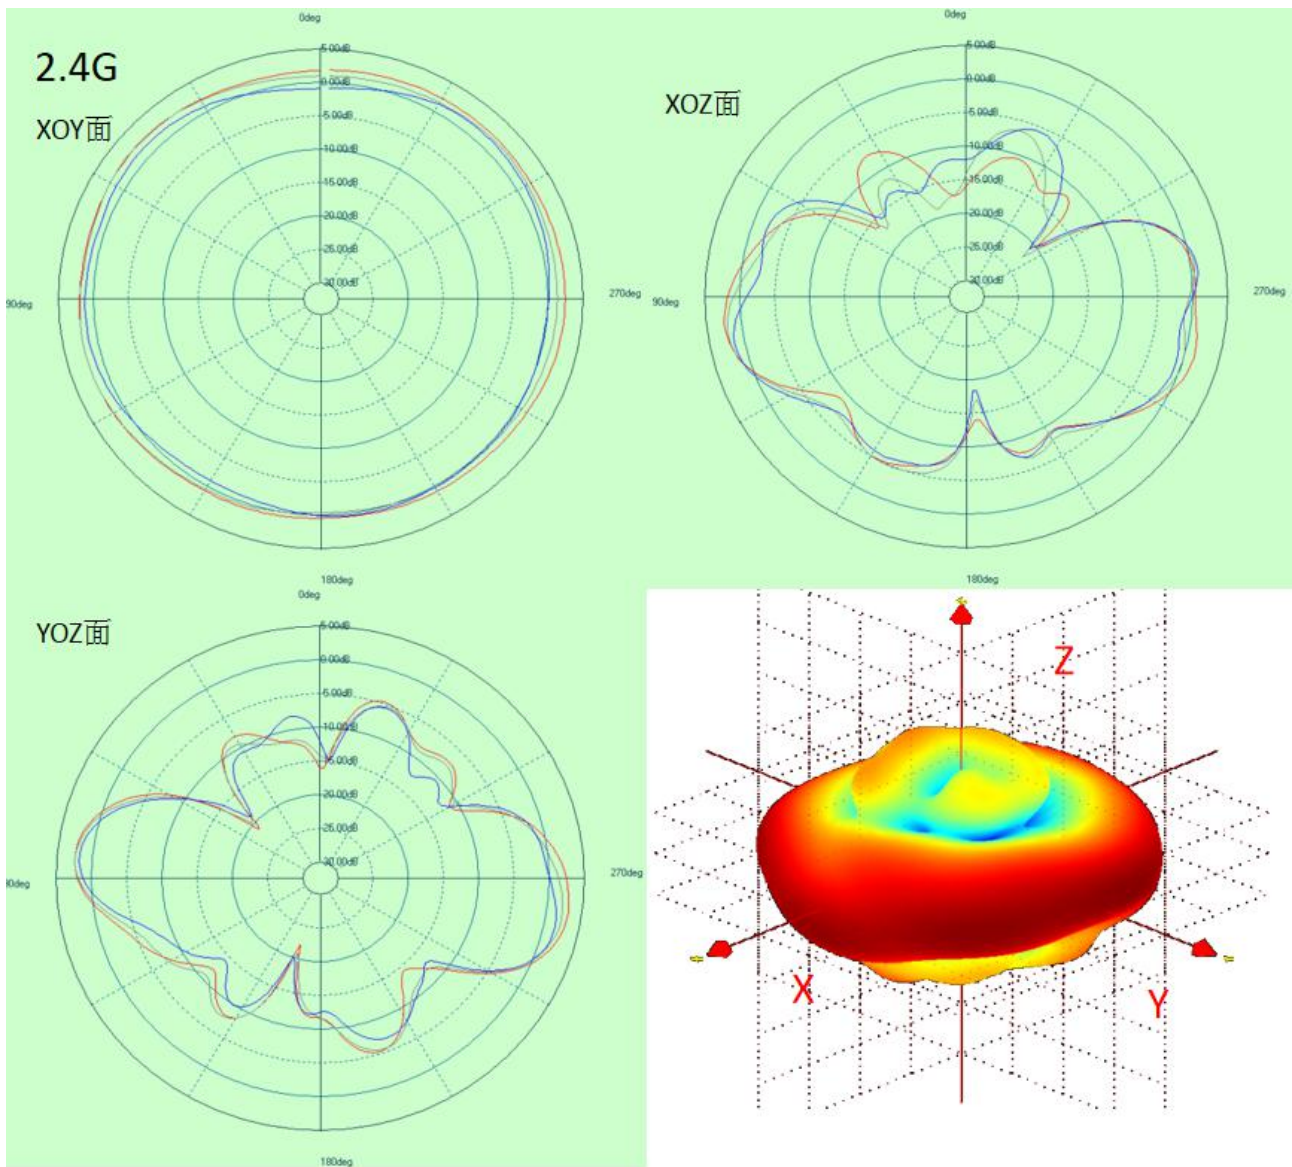 0deg
2.4G
XOY面
5.00dB
0.00dB
5.00dB
10.00dB
15.00dB
20.00dB
25.00dB
30.00dB
90deg
270deg
180deg
0deg
XOZ面
5.00dB
0.00dB
5.00dB
10.00dB
15.00dB
20.00dB
25.00dB
30.00dB
90deg
270deg
180deg
0deg
YOZ面
5.00dB
0.00dB
5.00dB
10.00dB
15.00dB
20.00dB
25.00dB
30.00dB
90deg
270deg
180deg
Z
X
Y